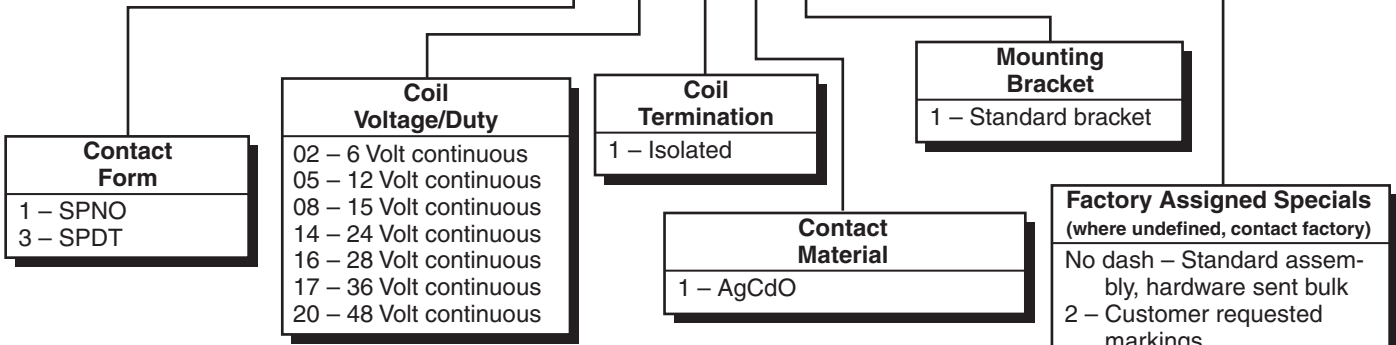 Contact
Form
1 – SPNO
3 – SPDT
Coil
Voltage/Duty
02 – 6 Volt continuous
05 – 12 Volt continuous
08 – 15 Volt continuous
14 – 24 Volt continuous
16 – 28 Volt continuous
17 – 36 Volt continuous
20 – 48 Volt continuous
Coil
Termination
1 – Isolated
Contact
Material
1 – AgCdO
Mounting
Bracket
1 – Standard bracket
Factory Assigned Specials
(where undefined, contact factory)
No dash – Standard assem-
bly, hardware sent bulk
2 – Customer requested
markings